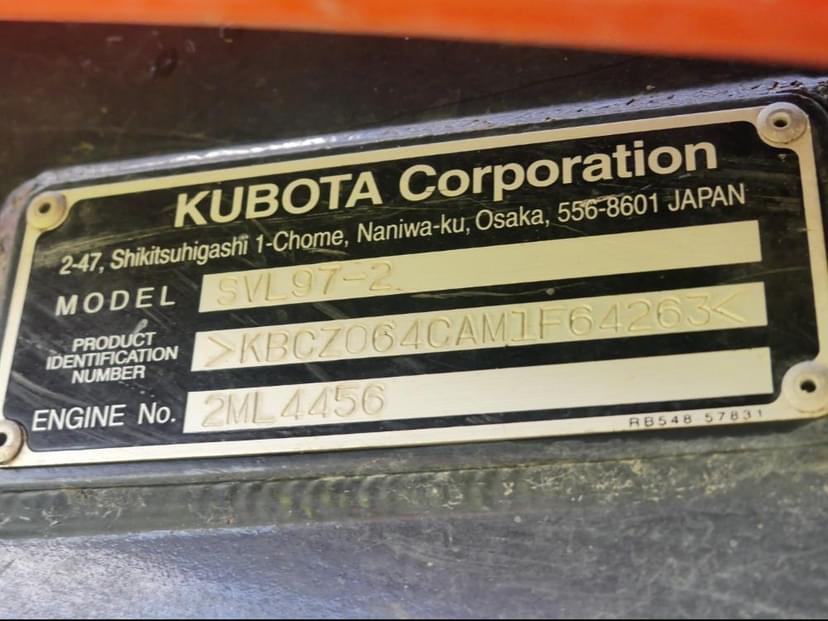 KUBOTA Corporation
2-47, Shikitsuhigashi 1-Chome, Naniwa-ku, Osaka, 556-8601 JAPAN
MODEL SVL97-2
PRODUCT
IDENTIFICATION
NUMBER
>KBCZ064CAM1F64263<
ENGINE No. 2ML4456
RB548 57831